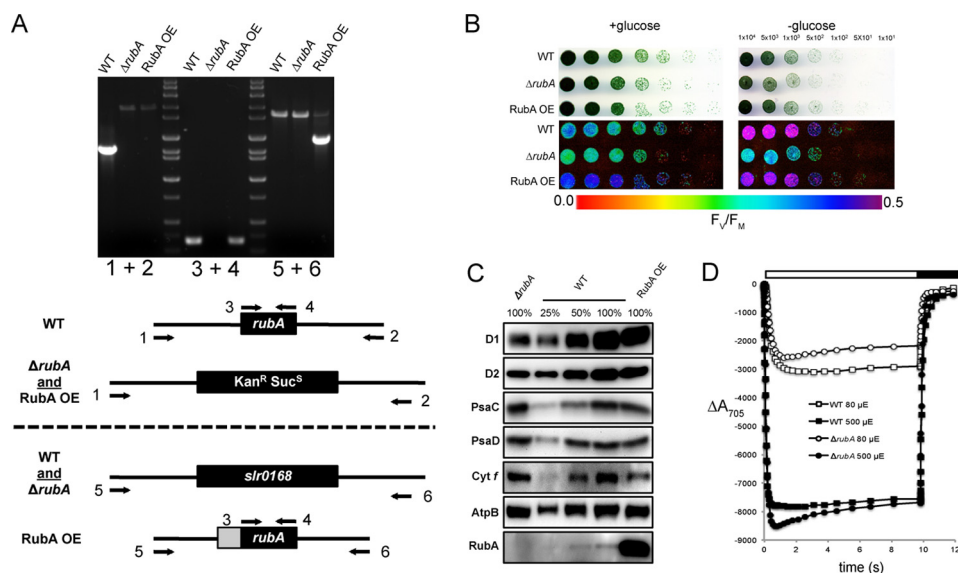 A
WT
ΔrubA
RubA OE
WT
ΔrubA
RubA OE
WT
ΔrubA
RubA OE
1 + 2
3 + 4
5 + 6
3
4
WT
rubA
1
2
ΔrubA
and
RubA OE
Kan^R Suc^S
1
2
WT
and
ΔrubA
slr0168
5
6
3
4
RubA OE
rubA
5
6
B
+glucose
-glucose
1x10⁴ 5x10³ 1x10³ 5x10² 1x10² 5X10¹ 1x10¹
WT
ΔrubA
RubA OE
WT
ΔrubA
RubA OE
0.0
0.5
F_V/F_M
C
ΔrubA
WT
RubA OE
100% 25% 50% 100% 100%
D1
D2
PsaC
PsaD
Cyt f
AtpB
RubA
D
0
-1000
-2000
-3000
-4000
-5000
-6000
-7000
-8000
-9000
ΔA₇₀₅
WT 80 µE
WT 500 µE
ΔrubA 80 µE
ΔrubA 500 µE
0 2 4 6 8 10 12
time (s)